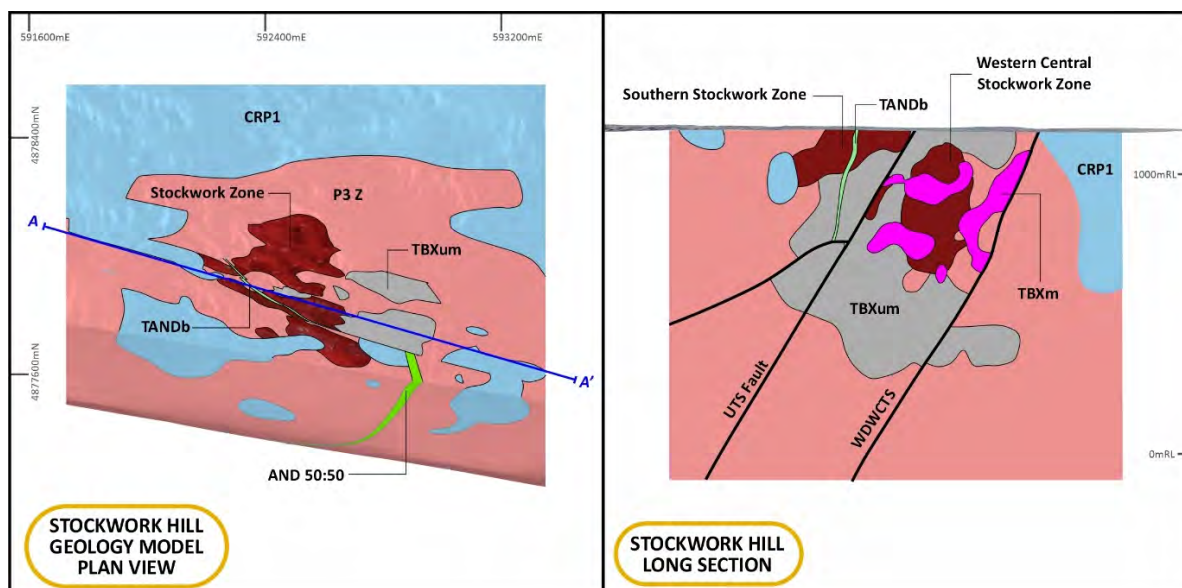 591600mE
592400mE
593200mE
4878400mN
4877600mN
CRP1
Stockwork Zone
P3 Z
A
TBXum
TANDb
A'
AND 50:50
STOCKWORK HILL
GEOLOGY MODEL
PLAN VIEW
Western Central
Stockwork Zone
Southern Stockwork Zone
TANDb
CRP1
1000mRL
TBXm
TBXum
UTS Fault
WDWCTS
0mRL
STOCKWORK HILL
LONG SECTION